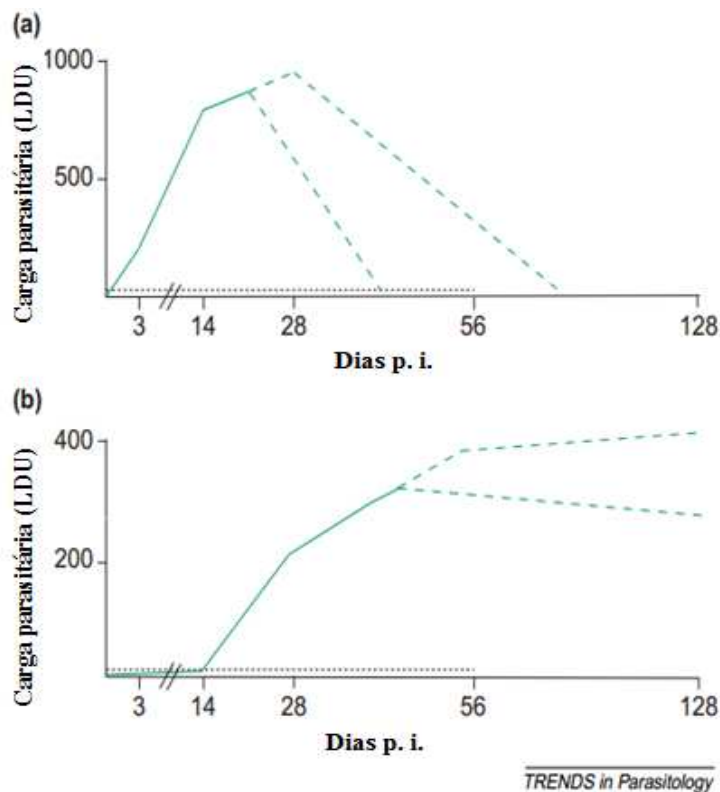 (a)
1000
500
Carga parasitária (LDU)
3 14 28 56 128
Dias p. i.
(b)
400
200
Carga parasitária (LDU)
3 14 28 56 128
Dias p. i.
TRENDS in Parasitology